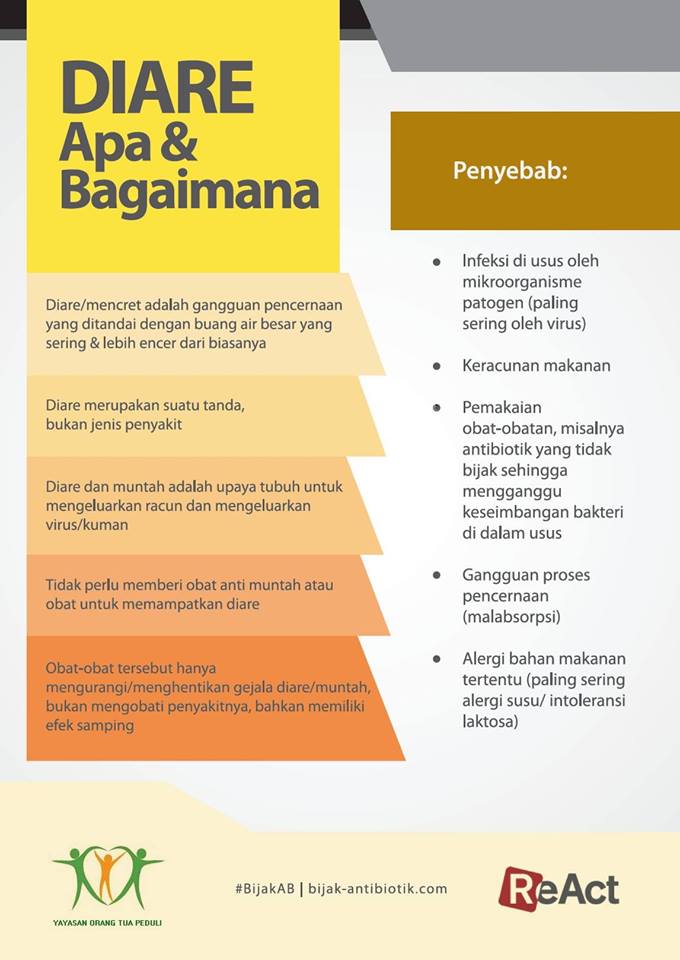 DIARE
Apa &
Bagaimana
Diare/mencret adalah gangguan pencernaan
yang ditandai dengan buang air besar yang
sering & lebih encer dari biasanya
Diare merupakan suatu tanda,
bukan jenis penyakit
Diare dan muntah adalah upaya tubuh untuk
mengeluarkan racun dan mengeluarkan
virus/kuman
Tidak perlu memberi obat anti muntah atau
obat untuk memampatkan diare
Obat-obat tersebut hanya
mengurangi/menghentikan gejala diare/muntah,
bukan mengobati penyakitnya, bahkan memiliki
efek samping
Penyebab:
● Infeksi di usus oleh
mikroorganisme
patogen (paling
sering oleh virus)
● Keracunan makanan
● Pemakaian
obat-obatan, misalnya
antibiotik yang tidak
bijak sehingga
mengganggu
keseimbangan bakteri
di dalam usus
● Gangguan proses
pencernaan
(malabsorpsi)
● Alergi bahan makanan
tertentu (paling sering
alergi susu/ intoleransi
laktosa)
YAYASAN ORANG TUA PEDULI
#BijakAB | bijak-antibiotik.com
ReAct